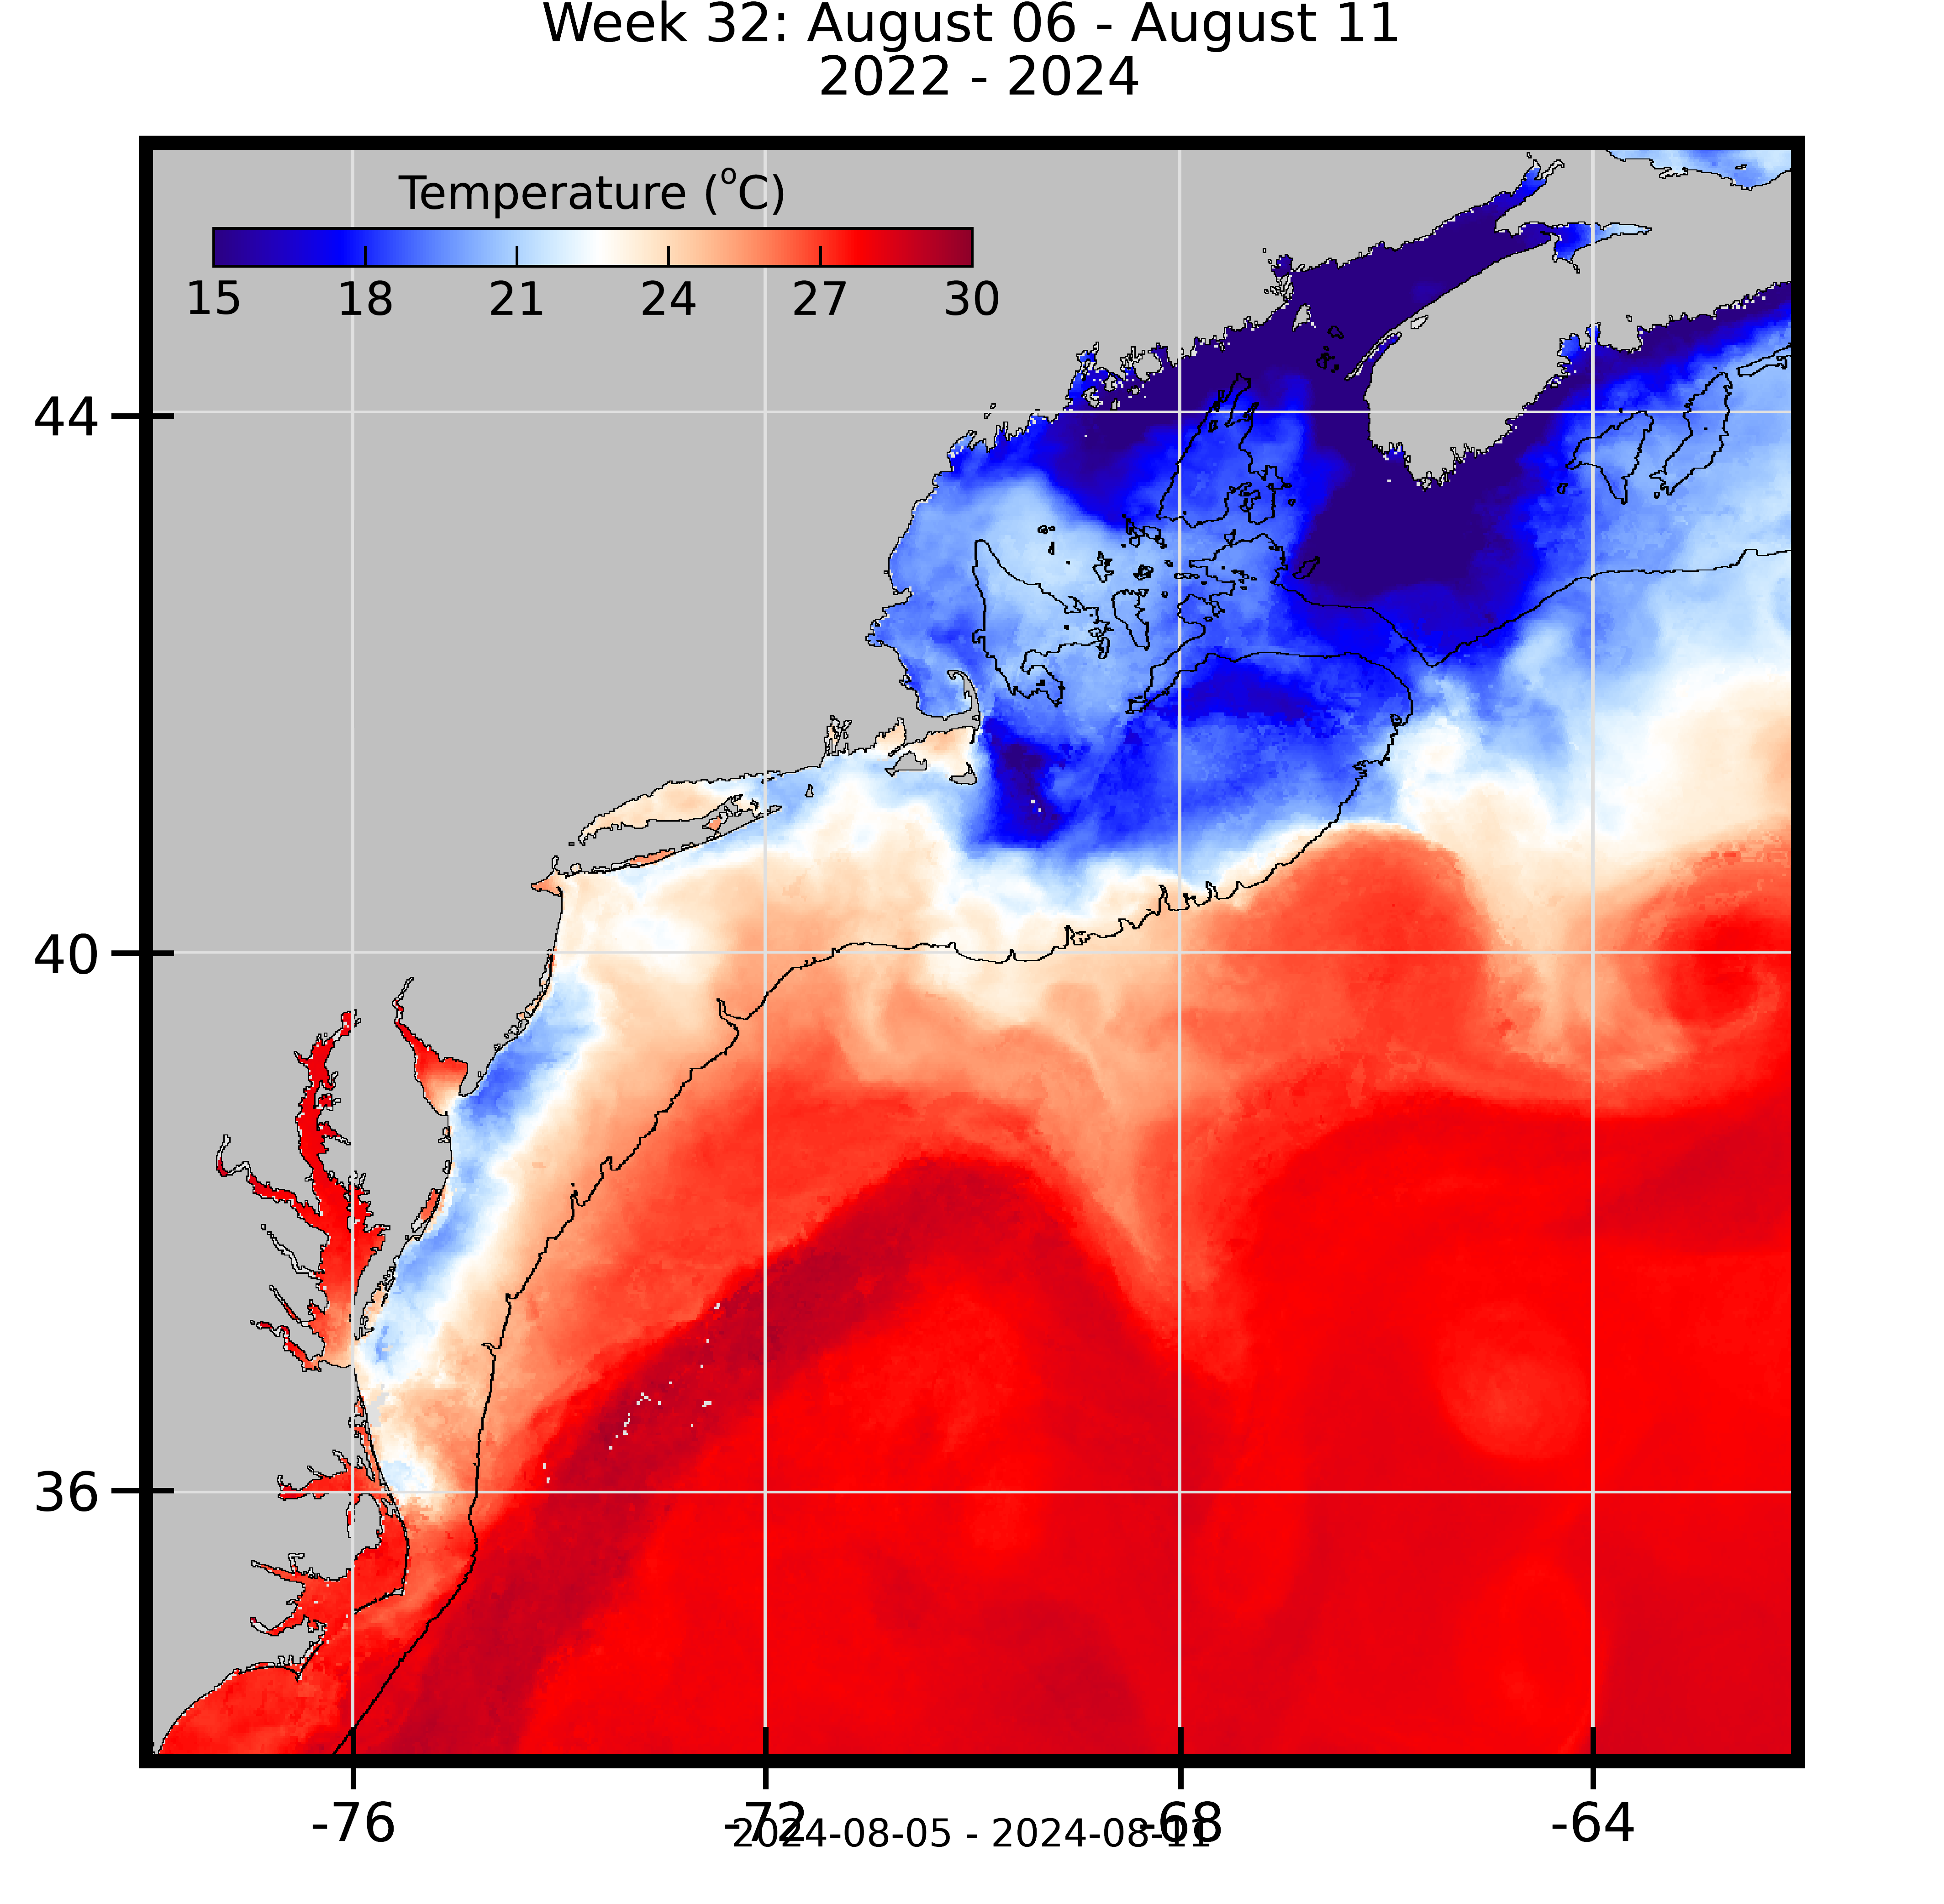 Week 32: August 06 - August 11
2022 - 2024
Temperature (°C)
15 18 21 24 27 30
44
40
36
-76 -72 -68 -64
2024-08-05 - 2024-08-11